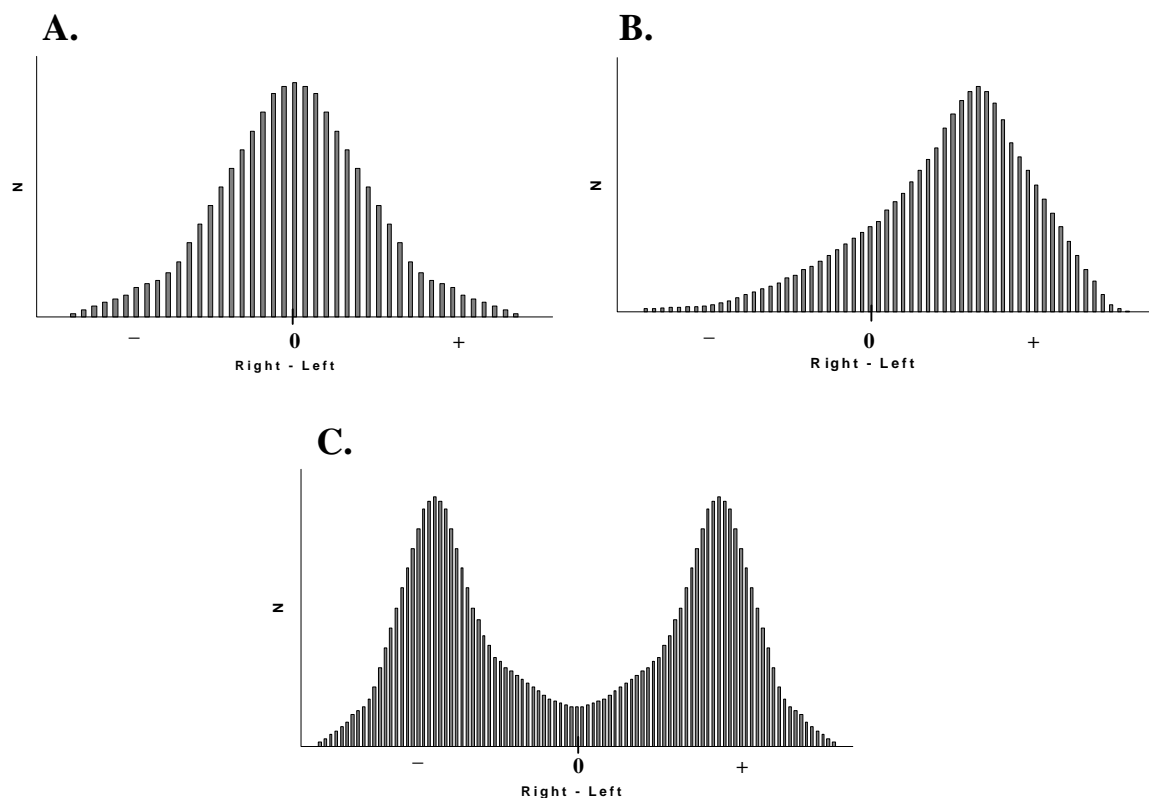 A.
N
− 0 +
Right - Left
B.
N
− 0 +
Right - Left
C.
N
− 0 +
Right - Left